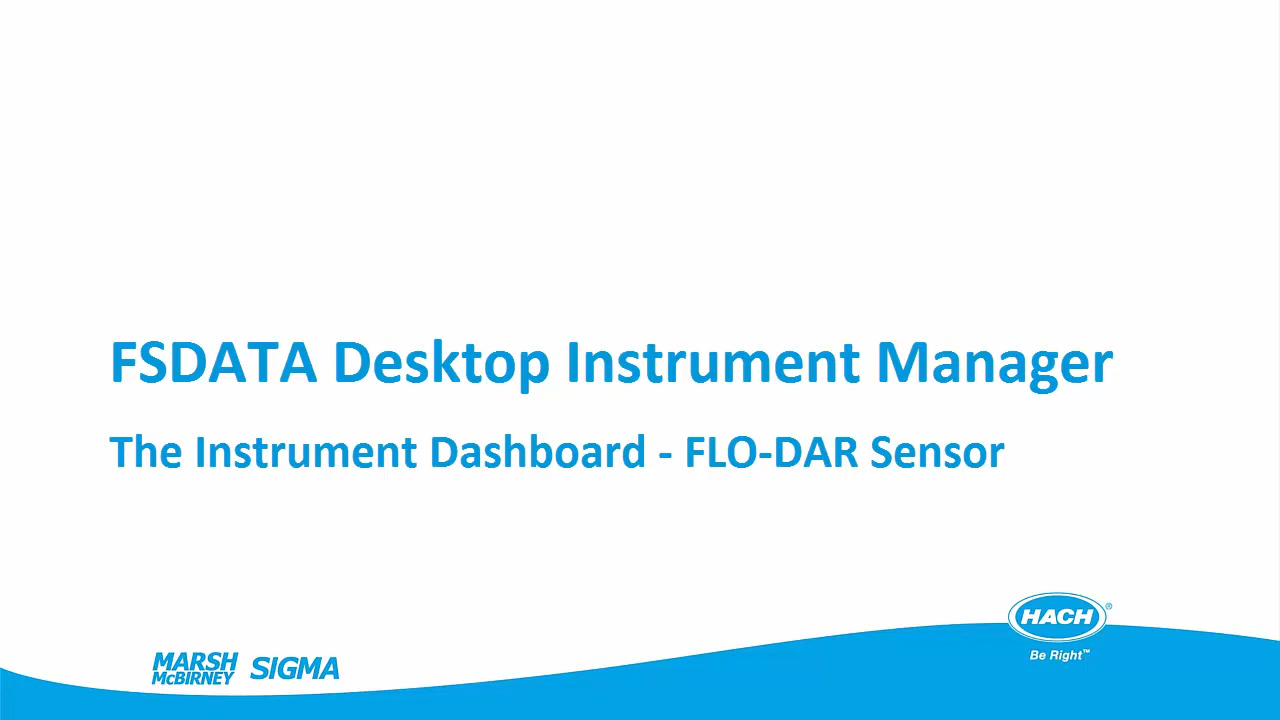 FSDATA Desktop Instrument Manager
The Instrument Dashboard - FLO-DAR Sensor
HACH®
Be Right™
MARSH
McBIRNEY
SIGMA